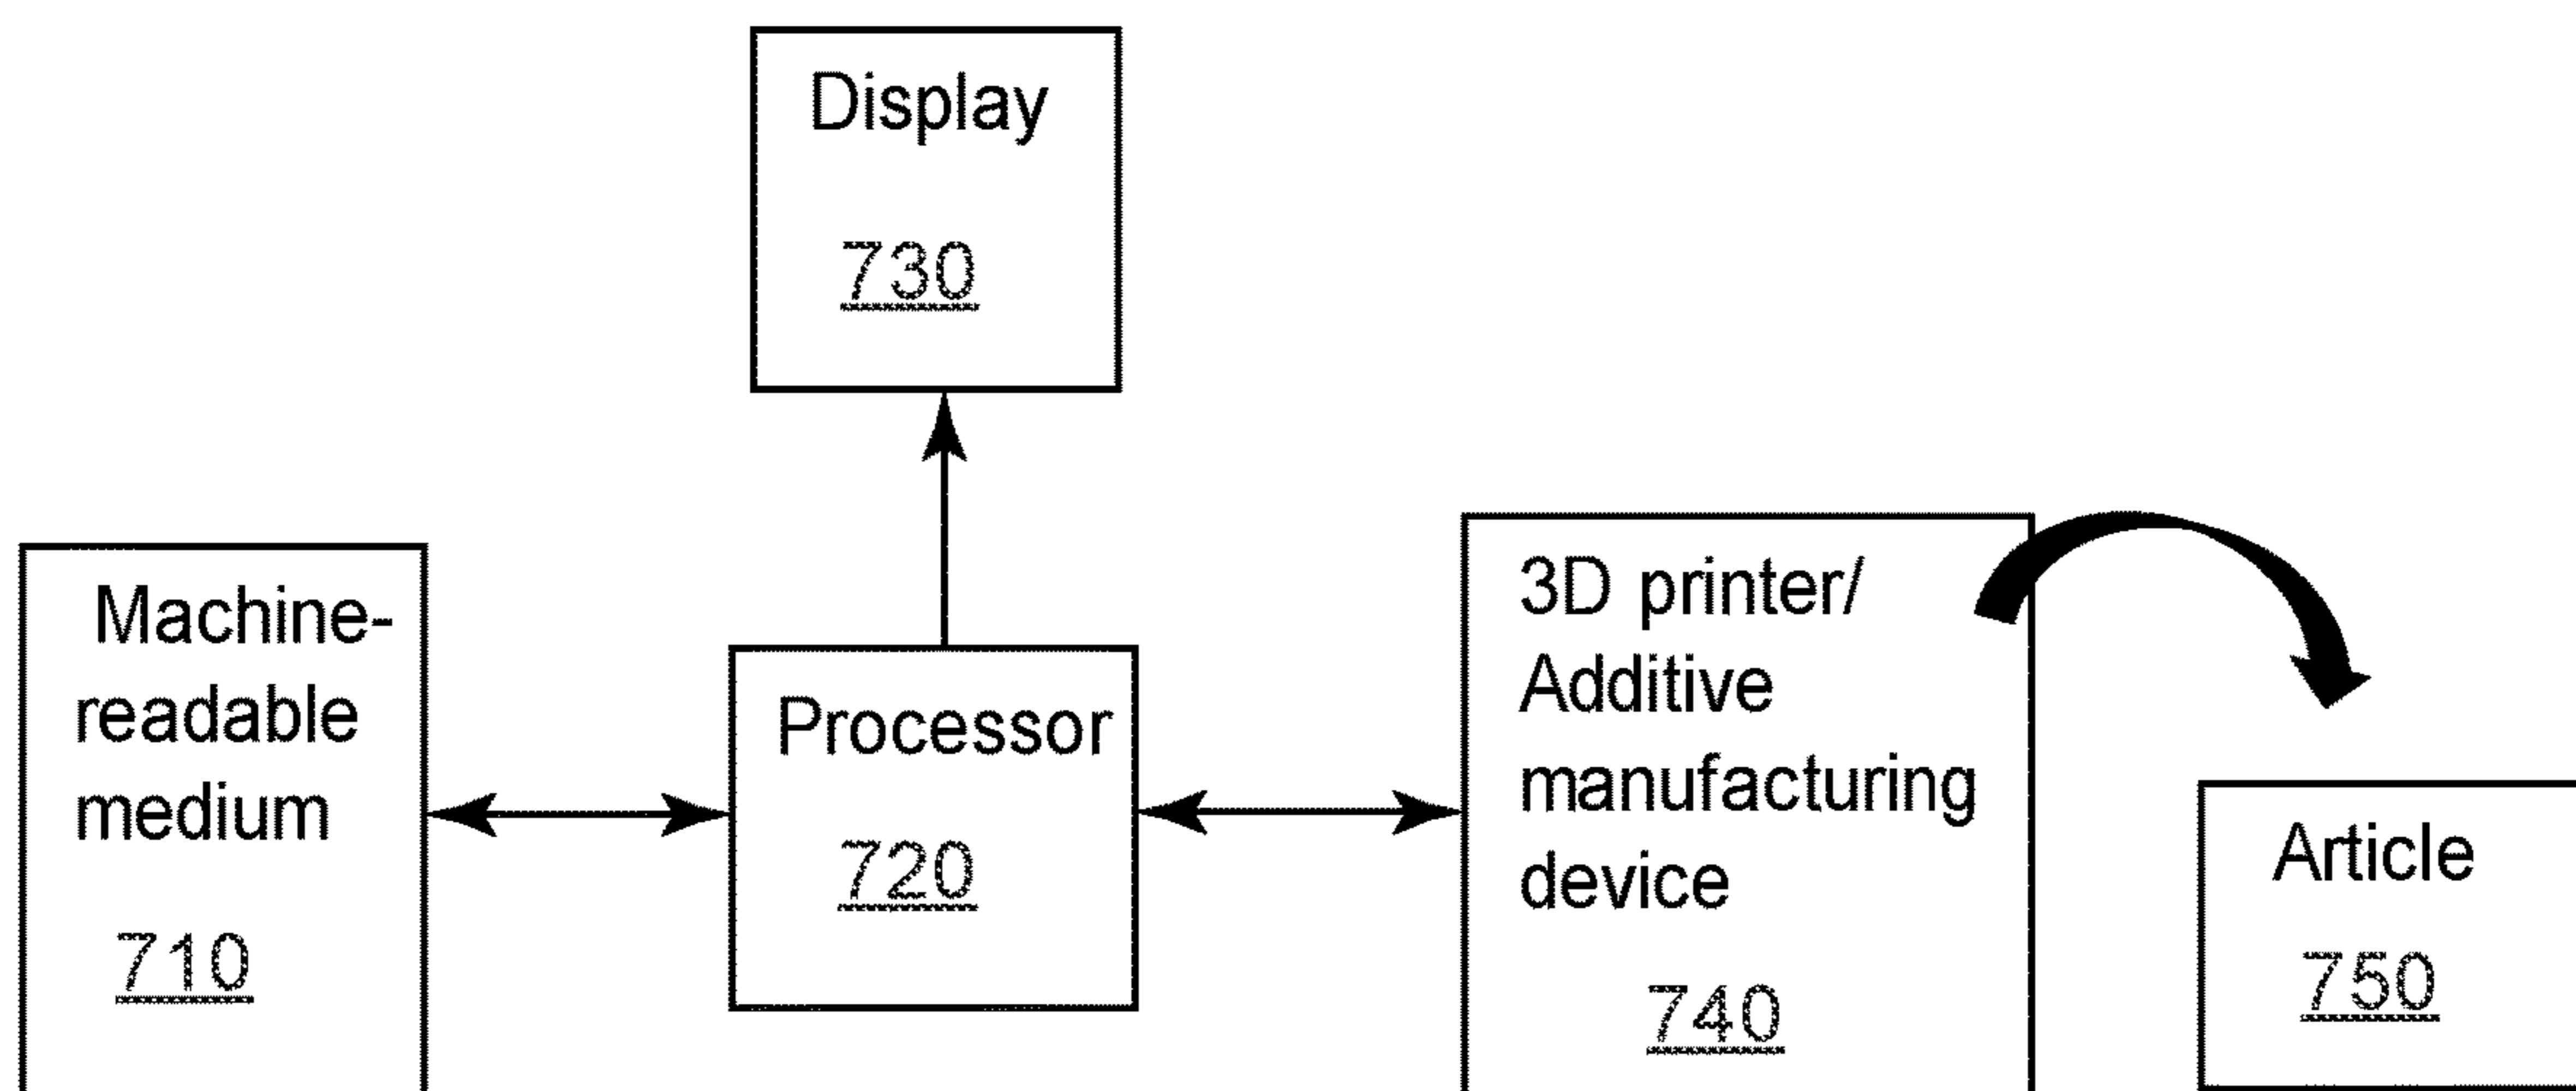 Display
730
Machine-
readable
medium
710
Processor
720
3D printer/
Additive
manufacturing
device
740
Article
750